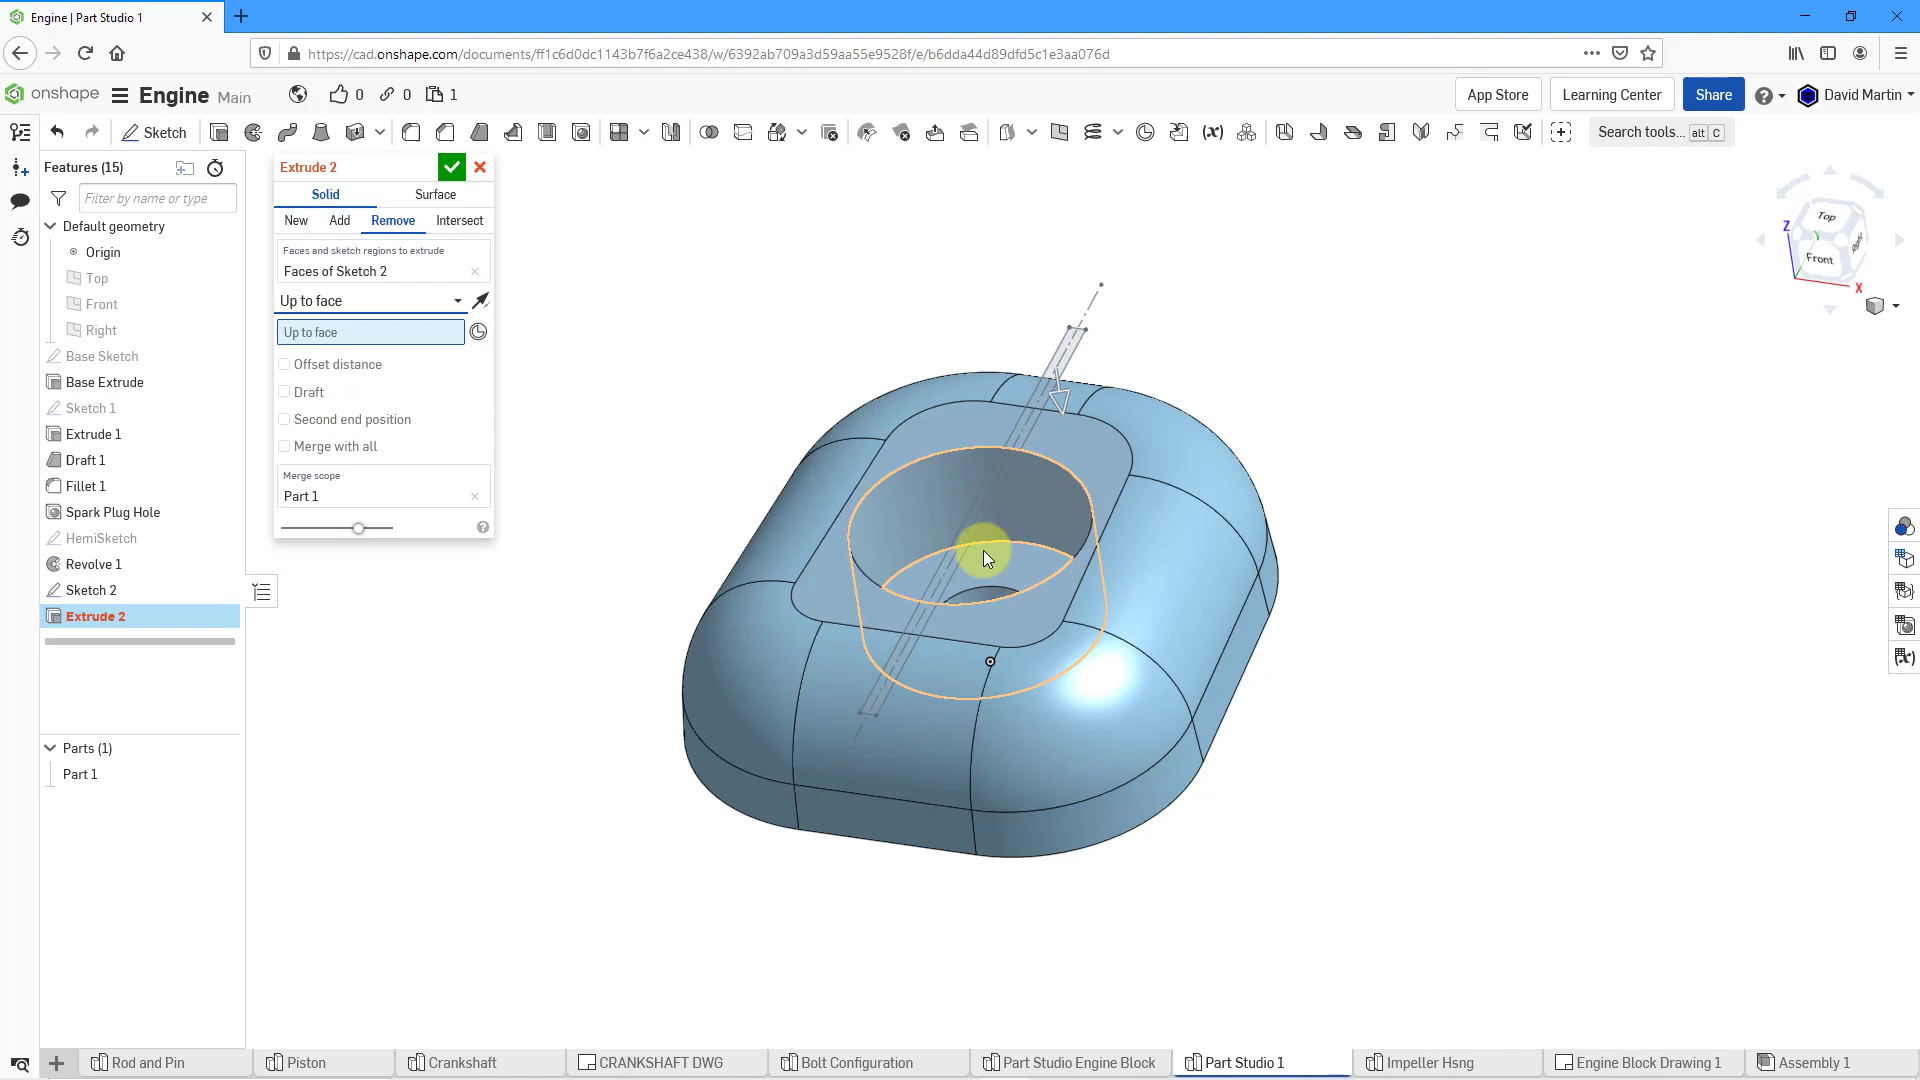 Engine | Part Studio 1
https://cad.onshape.com/documents/ff1c6d0dc1143b7f6a2ce438/w/6392ab709a3d59aa55e9528f/e/b6dda44d89dfd5c1e3aa076d
onshape Engine Main 0 0 1 App Store Learning Center Share David Martin
Sketch Search tools... alt C
Features (15)
Filter by name or type
Default geometry
Origin
Top
Front
Right
Base Sketch
Base Extrude
Sketch 1
Extrude 1
Draft 1
Fillet 1
Spark Plug Hole
HemiSketch
Revolve 1
Sketch 2
Extrude 2
Parts (1)
Part 1
Extrude 2
Solid Surface
New Add Remove Intersect
Faces and sketch regions to extrude
Faces of Sketch 2
Up to face
Up to face
Offset distance
Draft
Second end position
Merge with all
Merge scope
Part 1
Top
Z Y
Right
Front
X
Rod and Pin Piston Crankshaft CRANKSHAFT DWG Bolt Configuration Part Studio Engine Block Part Studio 1 Impeller Hsng Engine Block Drawing 1 Assembly 1